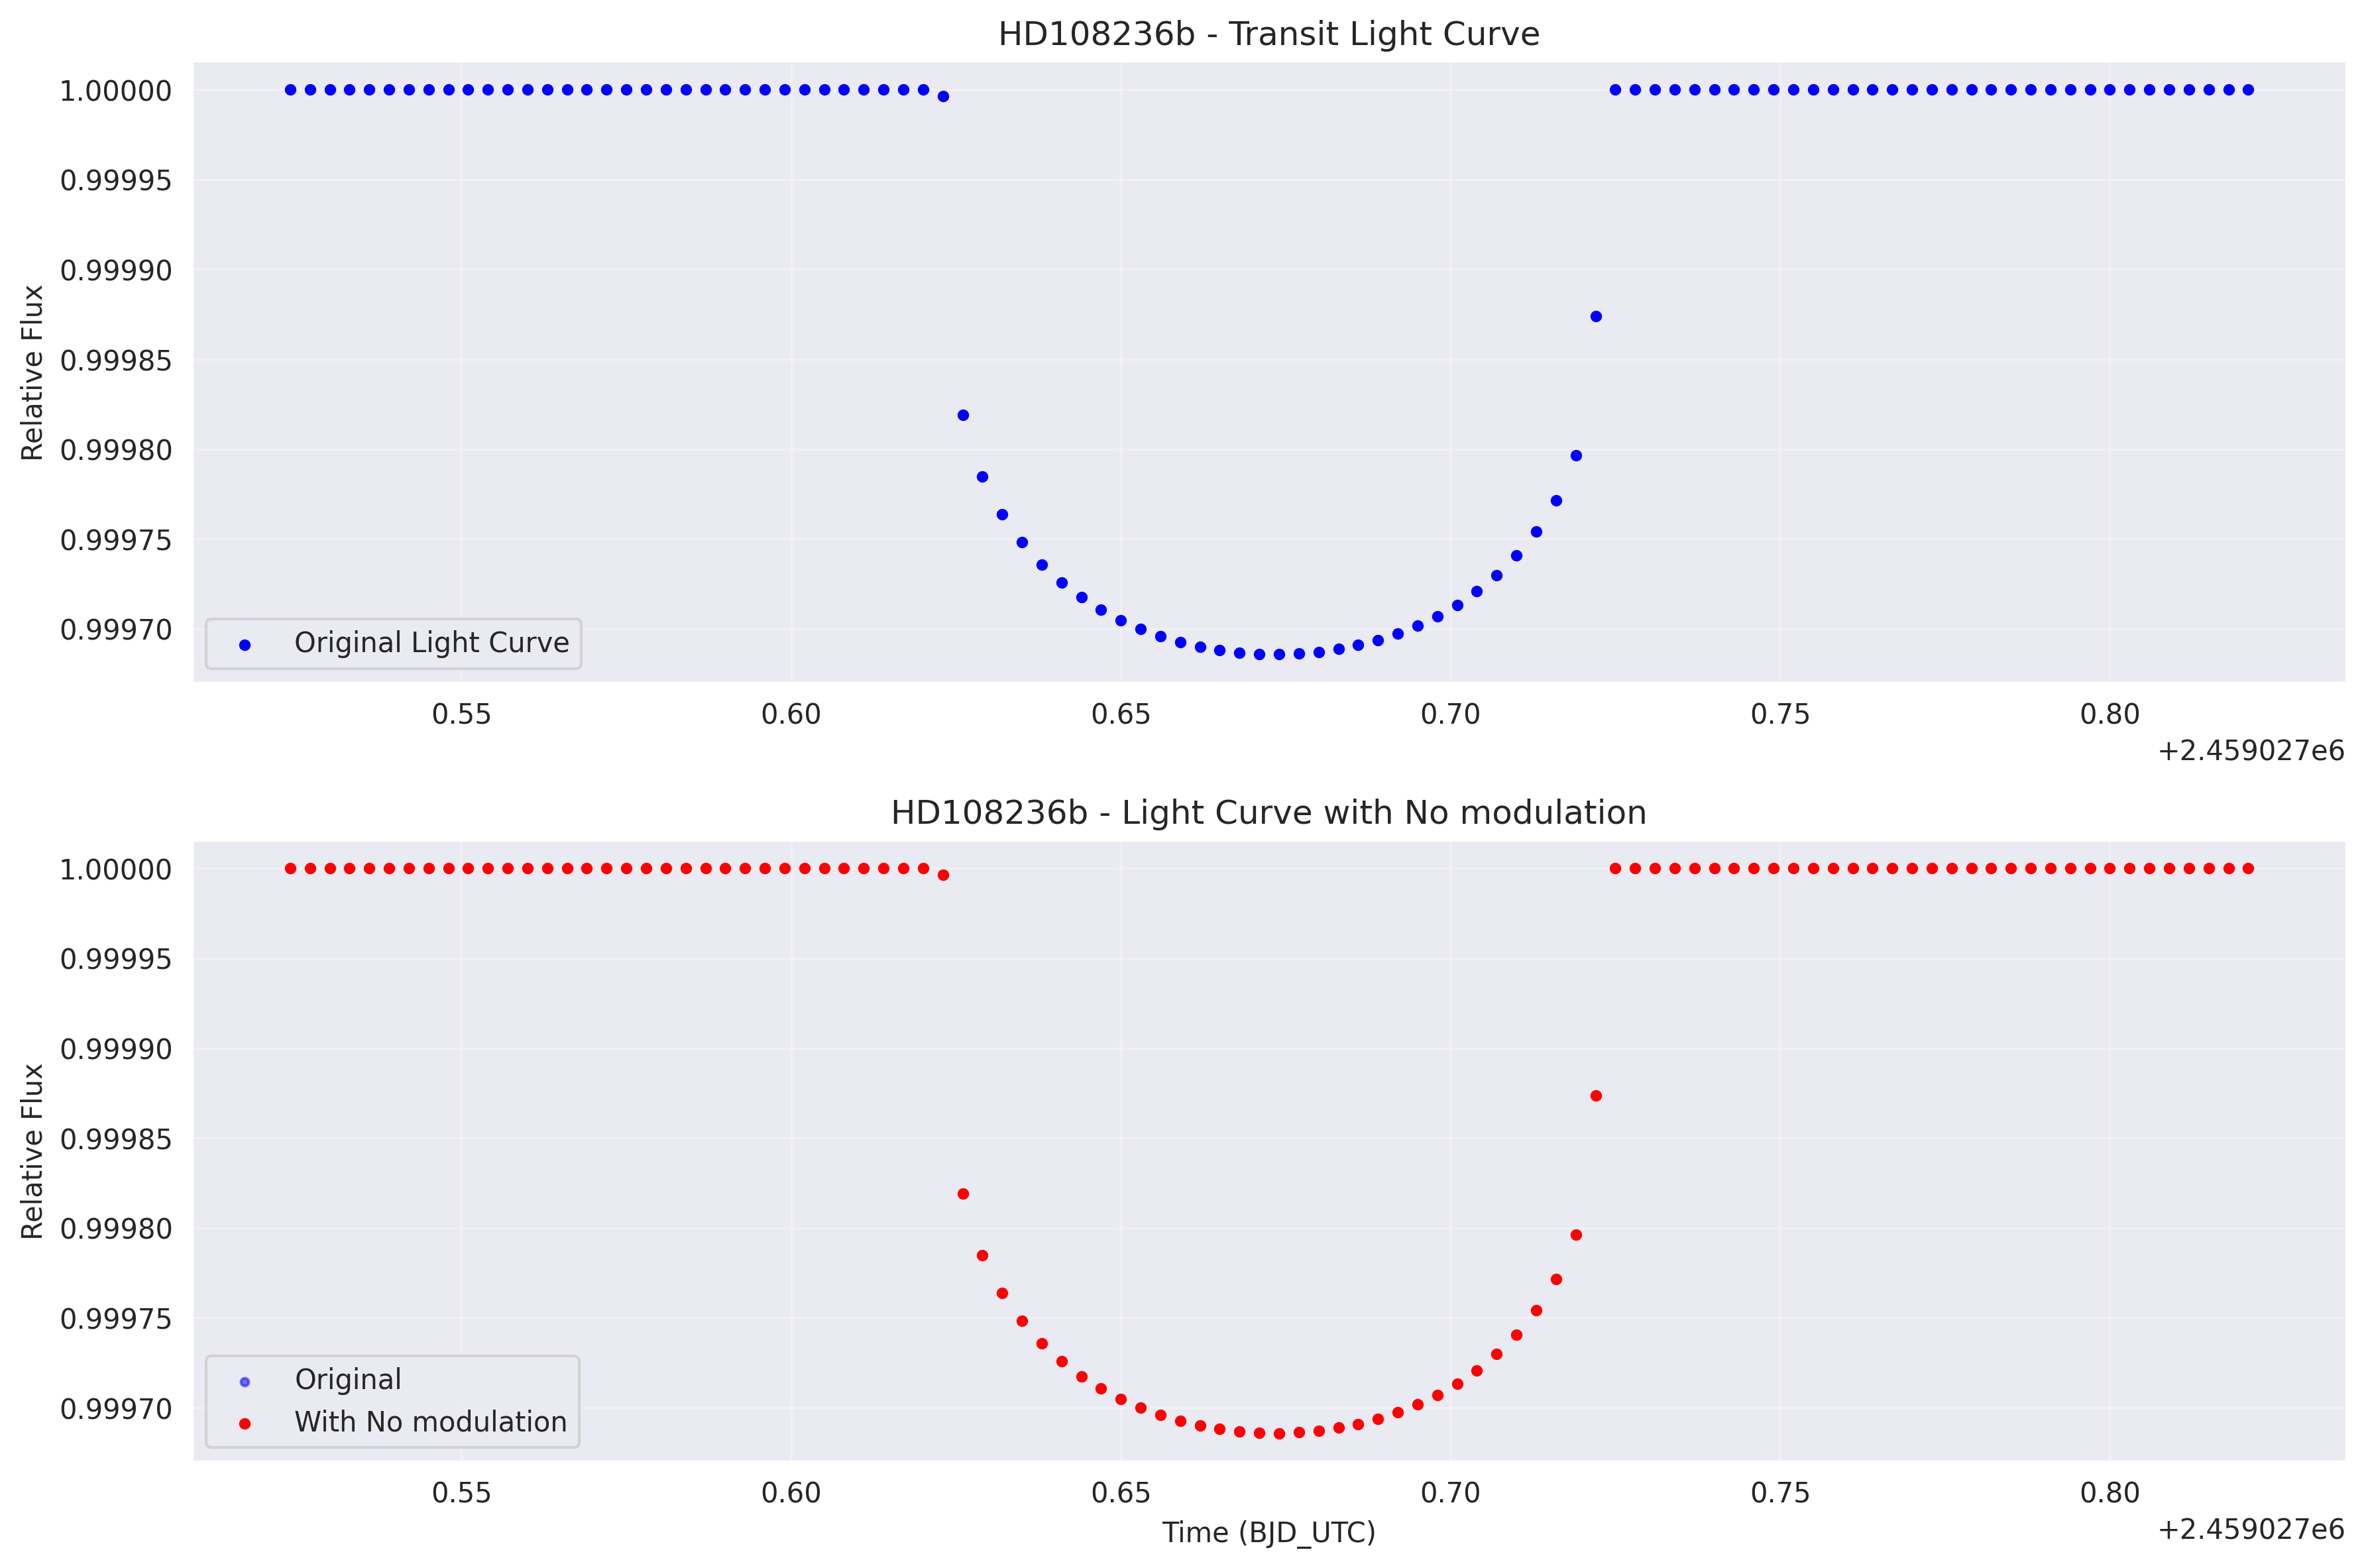 HD108236b - Transit Light Curve
Relative Flux
1.00000
0.99995
0.99990
0.99985
0.99980
0.99975
0.99970
Original Light Curve
0.55 0.60 0.65 0.70 0.75 0.80
+2.459027e6
HD108236b - Light Curve with No modulation
Relative Flux
1.00000
0.99995
0.99990
0.99985
0.99980
0.99975
0.99970
Original
With No modulation
0.55 0.60 0.65 0.70 0.75 0.80
Time (BJD_UTC)
+2.459027e6